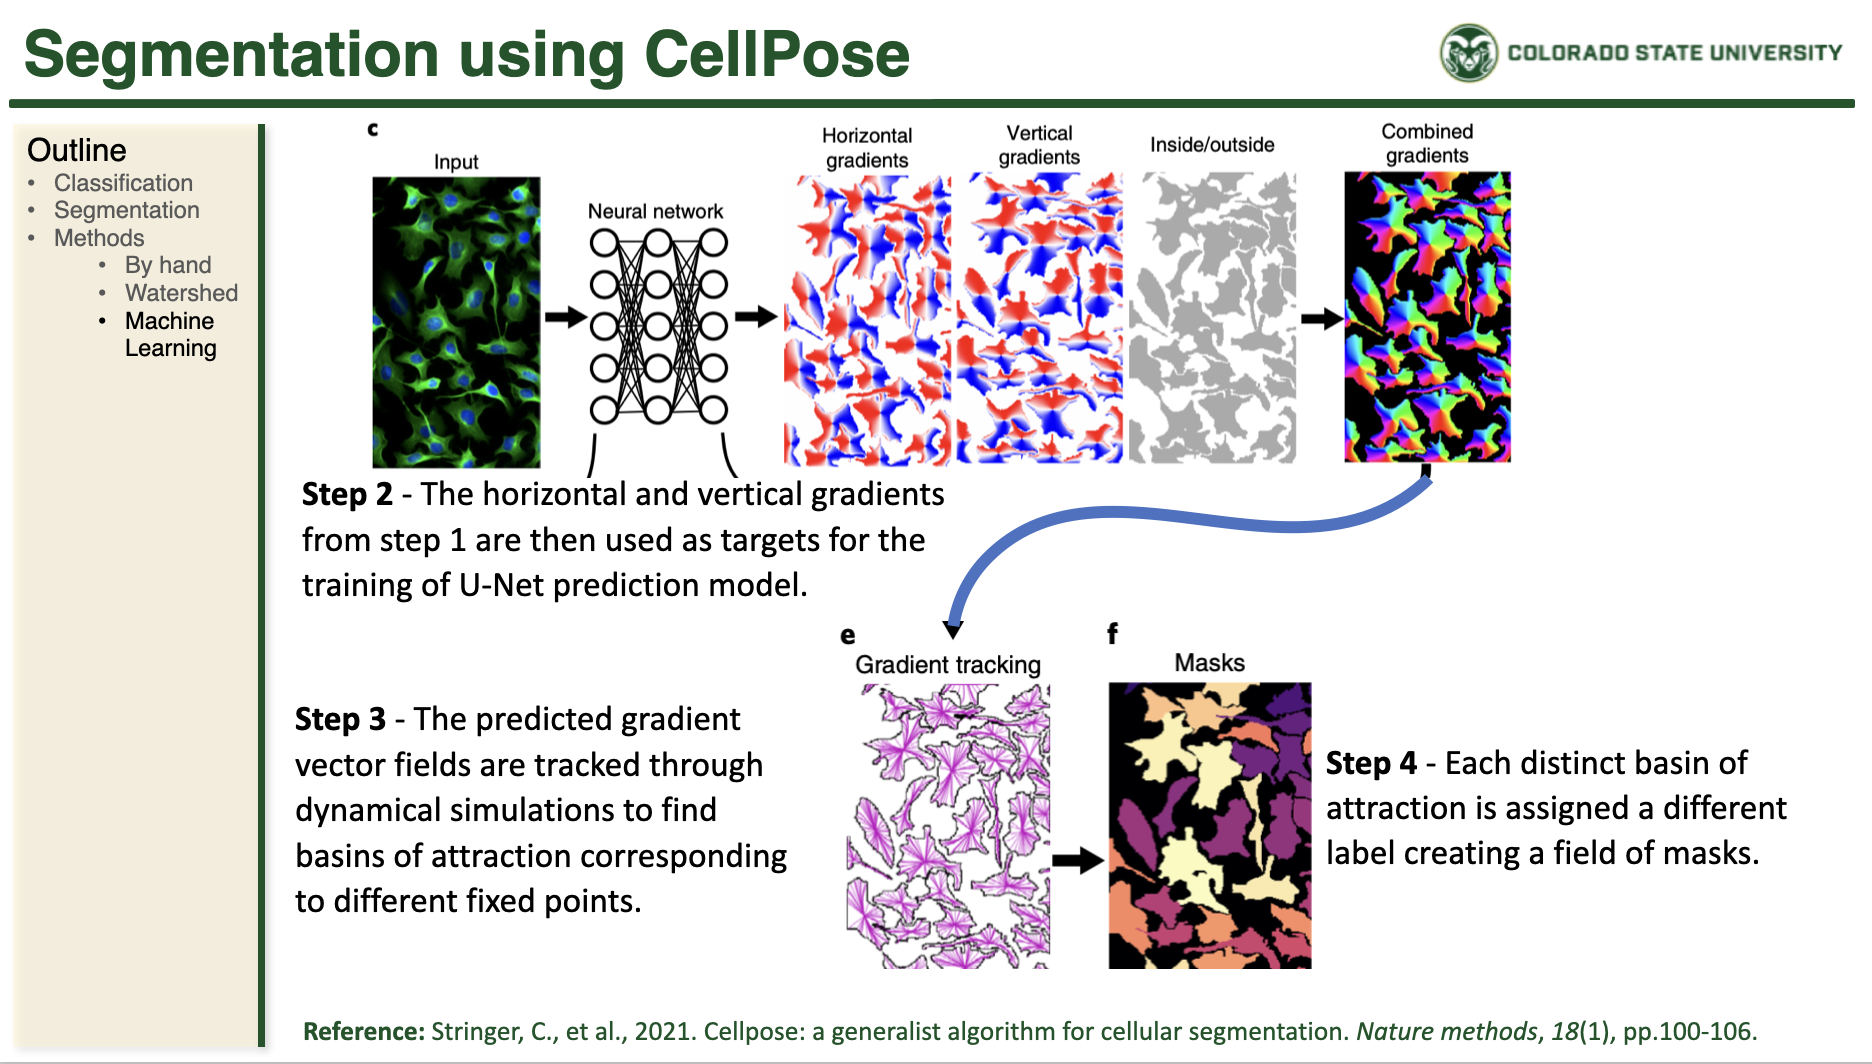 Segmentation using CellPose
COLORADO STATE UNIVERSITY
Outline
• Classification
• Segmentation
• Methods
• By hand
• Watershed
• Machine
Learning
c
Input
Neural network
Horizontal
gradients
Vertical
gradients
Inside/outside
Combined
gradients
Step 2 - The horizontal and vertical gradients
from step 1 are then used as targets for the
training of U-Net prediction model.
Step 3 - The predicted gradient
vector fields are tracked through
dynamical simulations to find
basins of attraction corresponding
to different fixed points.
e
Gradient tracking
f
Masks
Step 4 - Each distinct basin of
attraction is assigned a different
label creating a field of masks.
Reference: Stringer, C., et al., 2021. Cellpose: a generalist algorithm for cellular segmentation. Nature methods, 18(1), pp.100-106.